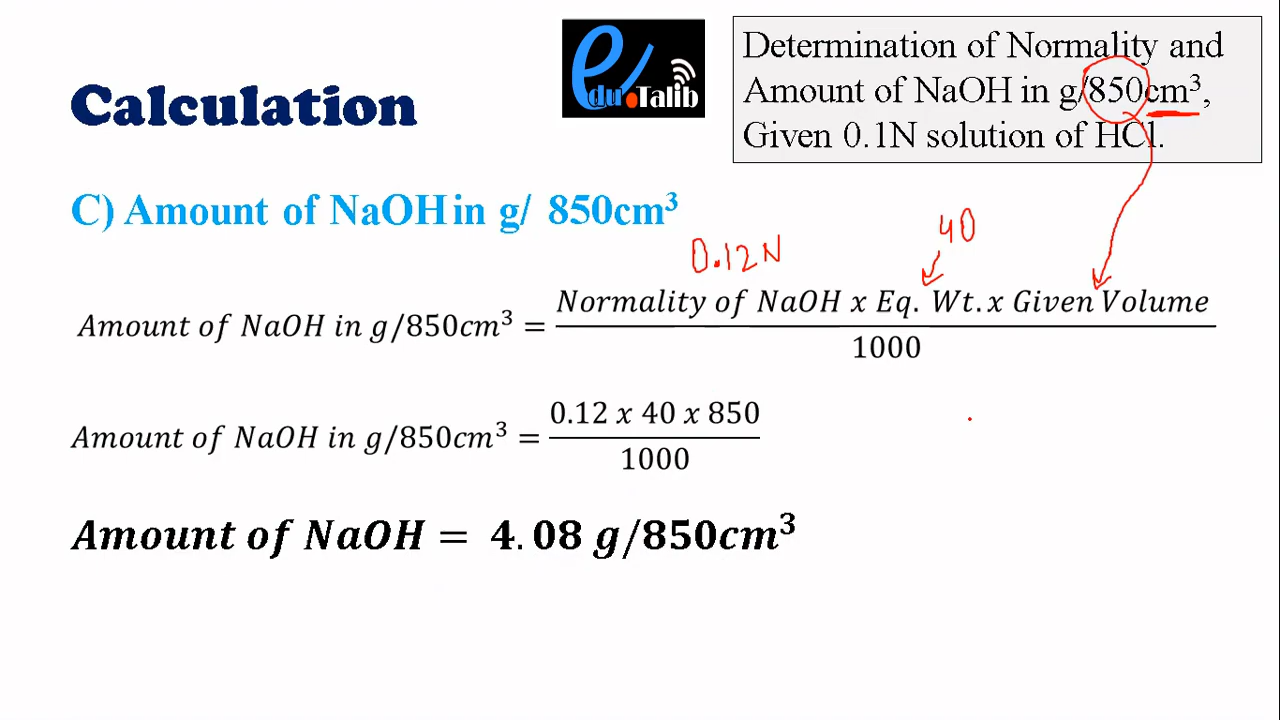 edu.Talib
Determination of Normality and
Amount of NaOH in g/850cm³,
Given 0.1N solution of HCl.
Calculation
C) Amount of NaOH in g/ 850cm³
0.12N
40
Amount of NaOH in g/850cm³ = Normality of NaOH x Eq. Wt. x Given Volume
1000
Amount of NaOH in g/850cm³ = 0.12 x 40 x 850
1000
Amount of NaOH = 4.08 g/850cm³